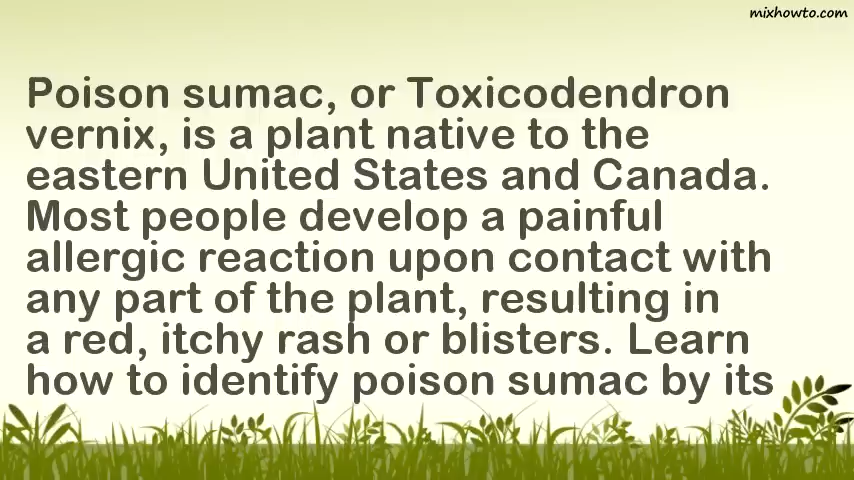 mixhowto.com
Poison sumac, or Toxicodendron
vernix, is a plant native to the
eastern United States and Canada.
Most people develop a painful
allergic reaction upon contact with
any part of the plant, resulting in
a red, itchy rash or blisters. Learn
how to identify poison sumac by its